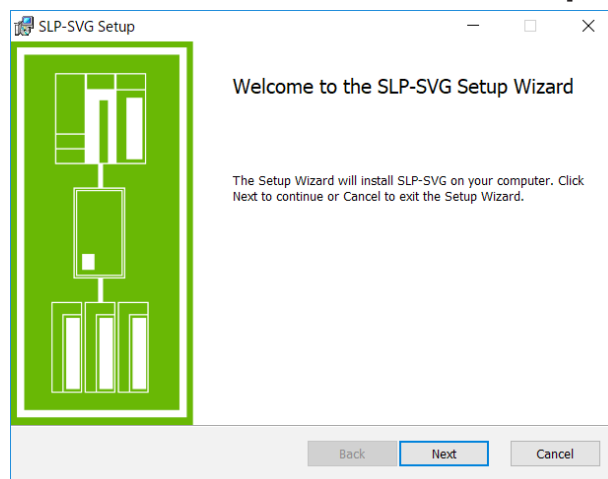 SLP-SVG Setup
Welcome to the SLP-SVG Setup Wizard
The Setup Wizard will install SLP-SVG on your computer. Click
Next to continue or Cancel to exit the Setup Wizard.
Back Next Cancel